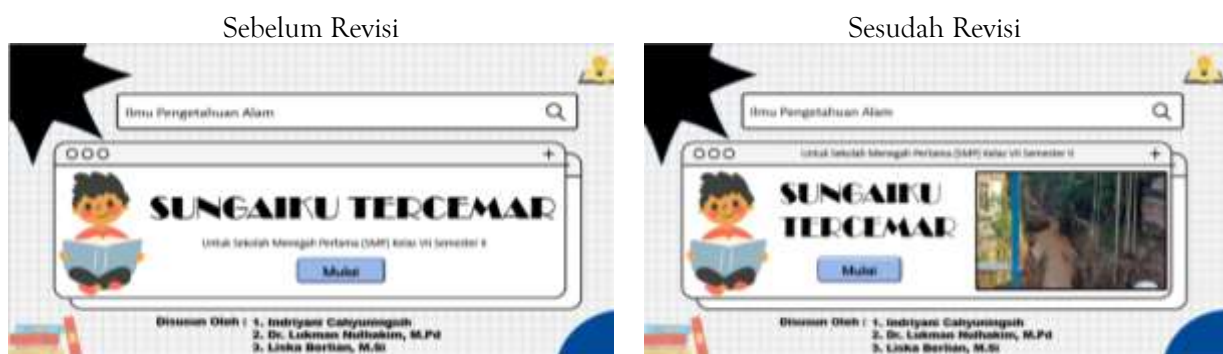 Sebelum Revisi
Ilmu Pengetahuan Alam
SUNGAIKU TERCEMAR
Untuk Sekolah Menegah Pertama (SMP) Kelas VII Semester II
Mulai
Disusun Oleh : 1. Indriyani Cahyuningsih
2. Dr. Lukman Nulhakim, M.Pd
3. Liska Berlian, M.Si
Sesudah Revisi
Ilmu Pengetahuan Alam
Untuk Sekolah Menegah Pertama (SMP) Kelas VII Semester II
SUNGAIKU
TERCEMAR
Mulai
Disusun Oleh : 1. Indriyani Cahyuningsih
2. Dr. Lukman Nulhakim, M.Pd
3. Liska Berlian, M.Si